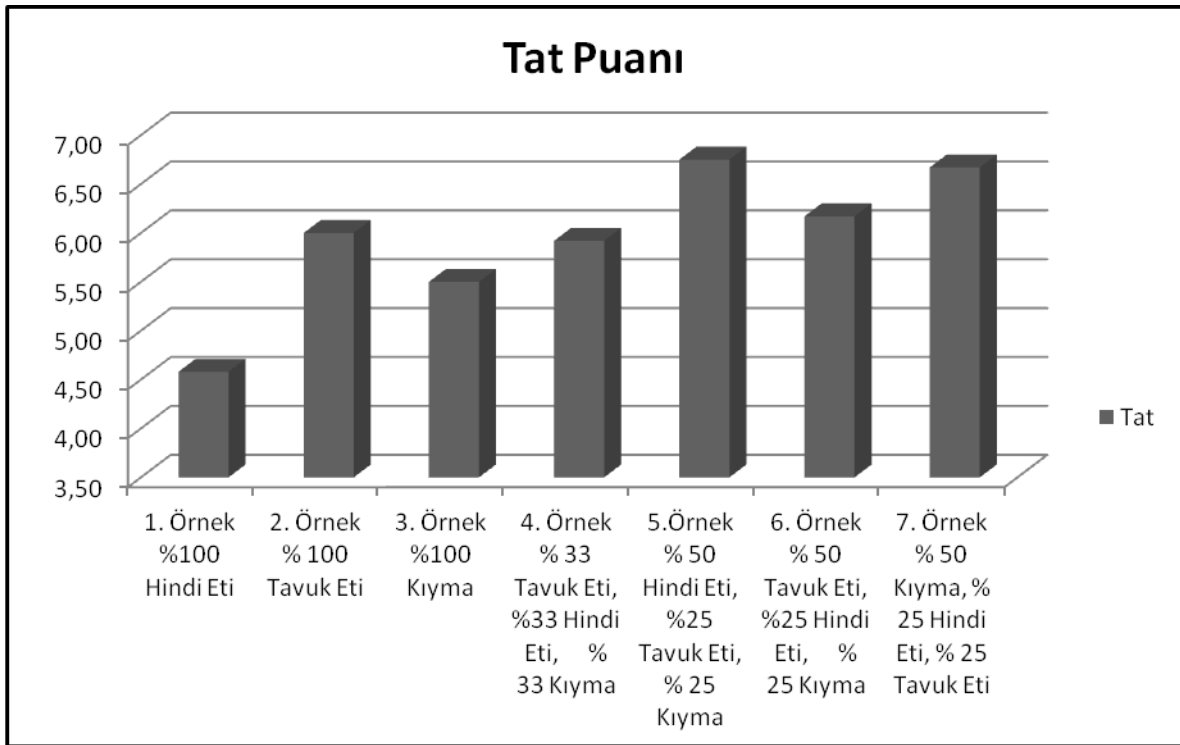 Tat Puanı
7,00
6,50
6,00
5,50
5,00
4,50
4,00
3,50
1. Örnek
%100
Hindi Eti
2. Örnek
% 100
Tavuk Eti
3. Örnek
%100
Kıyma
4. Örnek
% 33
Tavuk Eti,
%33 Hindi
Eti, %
33 Kıyma
5.Örnek
% 50
Hindi Eti,
%25
Tavuk Eti,
% 25
Kıyma
6. Örnek
% 50
Tavuk Eti,
%25 Hindi
Eti, %
25 Kıyma
7. Örnek
% 50
Kıyma, %
25 Hindi
Eti, % 25
Tavuk Eti
Tat